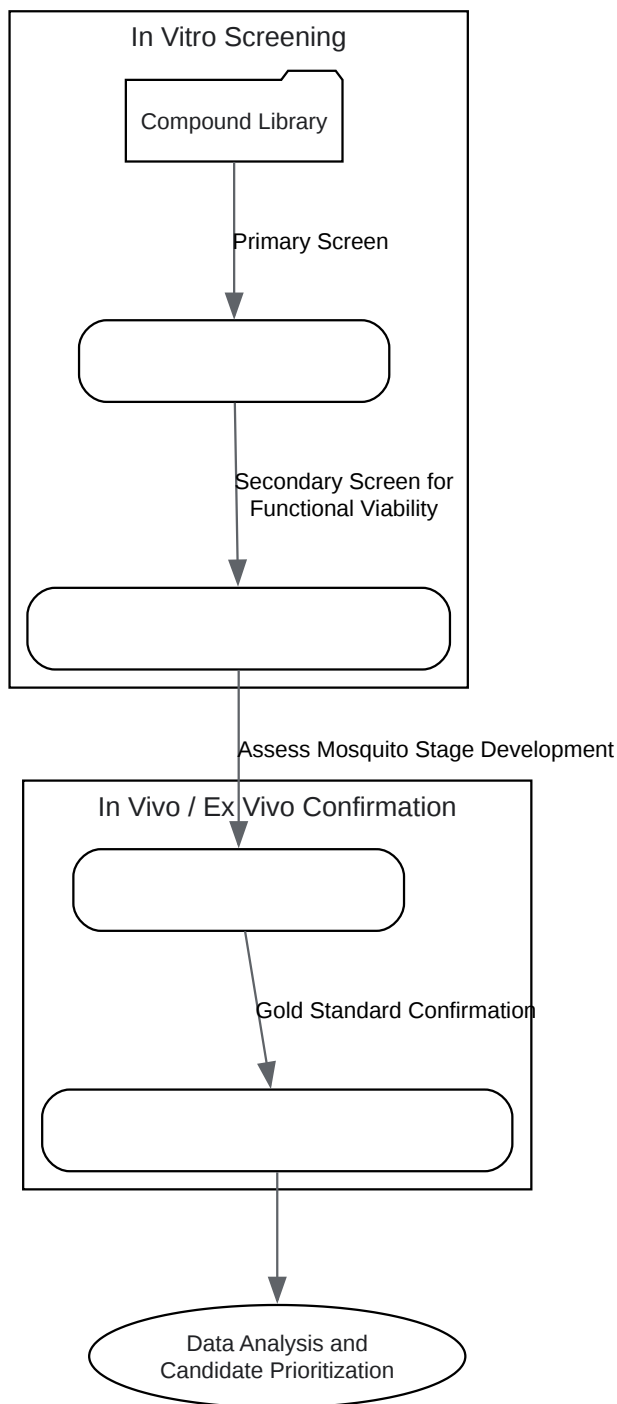 In Vitro Screening
Compound Library
Primary Screen
Secondary Screen for
Functional Viability
Assess Mosquito Stage Development
In Vivo / Ex Vivo Confirmation
Gold Standard Confirmation
Data Analysis and
Candidate Prioritization